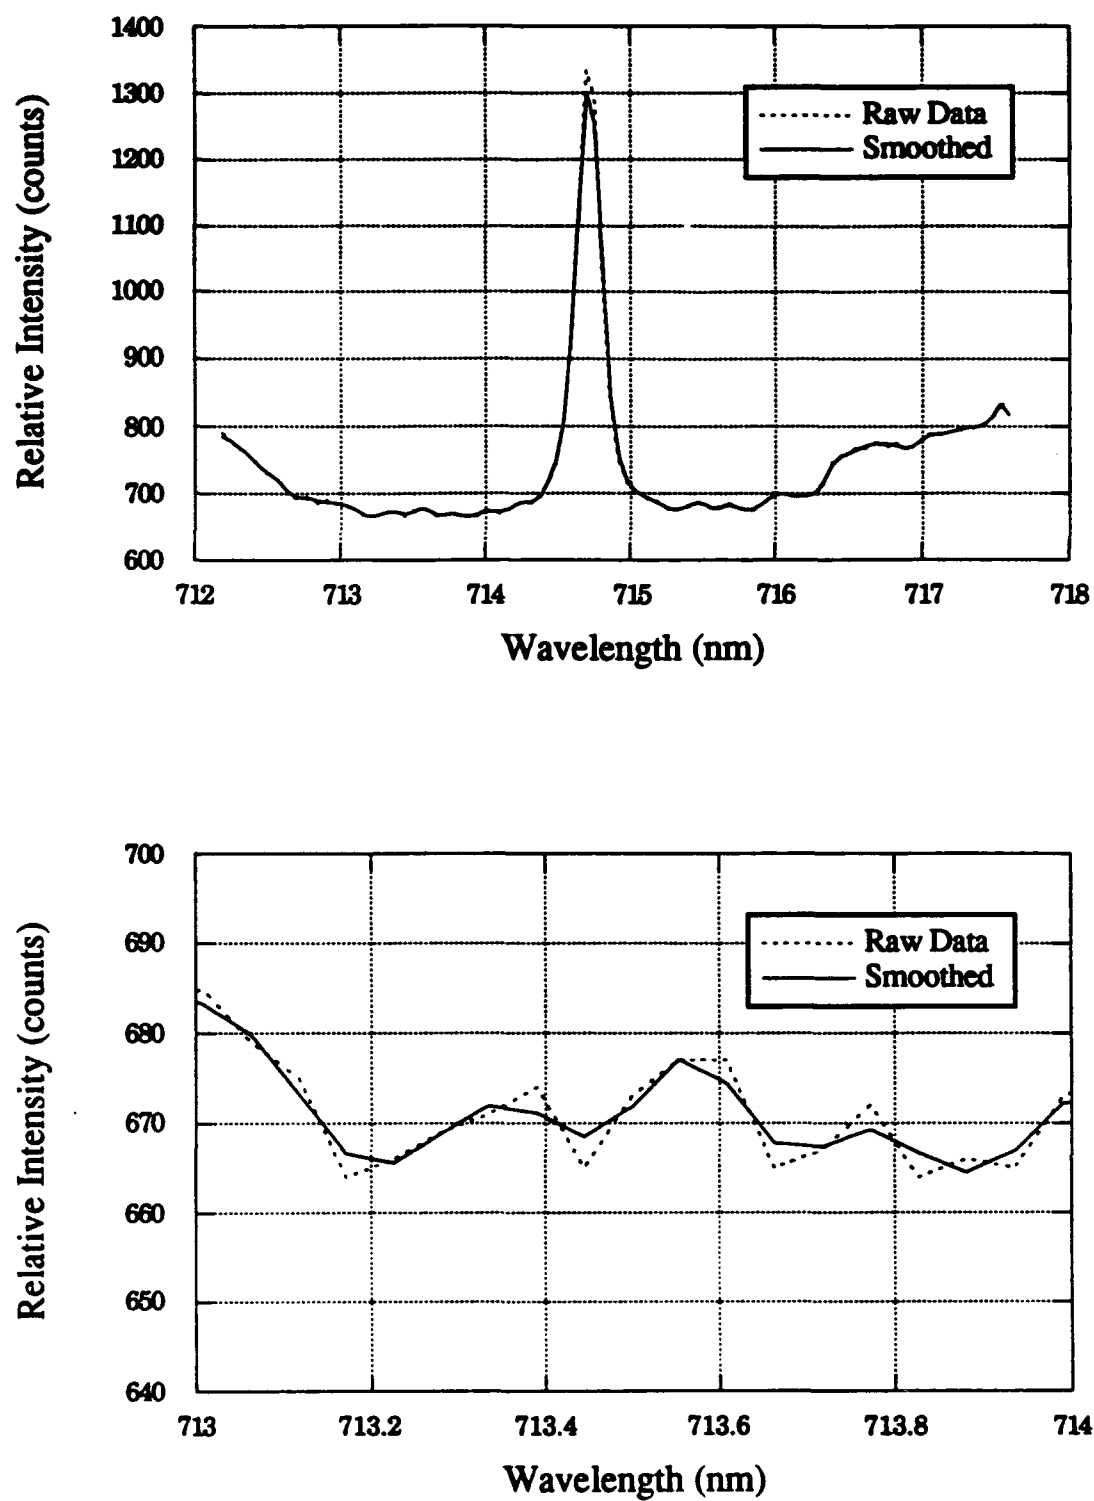 1400
1300
1200
1100
1000
900
800
700
600
Relative Intensity (counts)
Raw Data
Smoothed
712 713 714 715 716 717 718
Wavelength (nm)
700
690
680
670
660
650
640
Relative Intensity (counts)
Raw Data
Smoothed
713 713.2 713.4 713.6 713.8 714
Wavelength (nm)